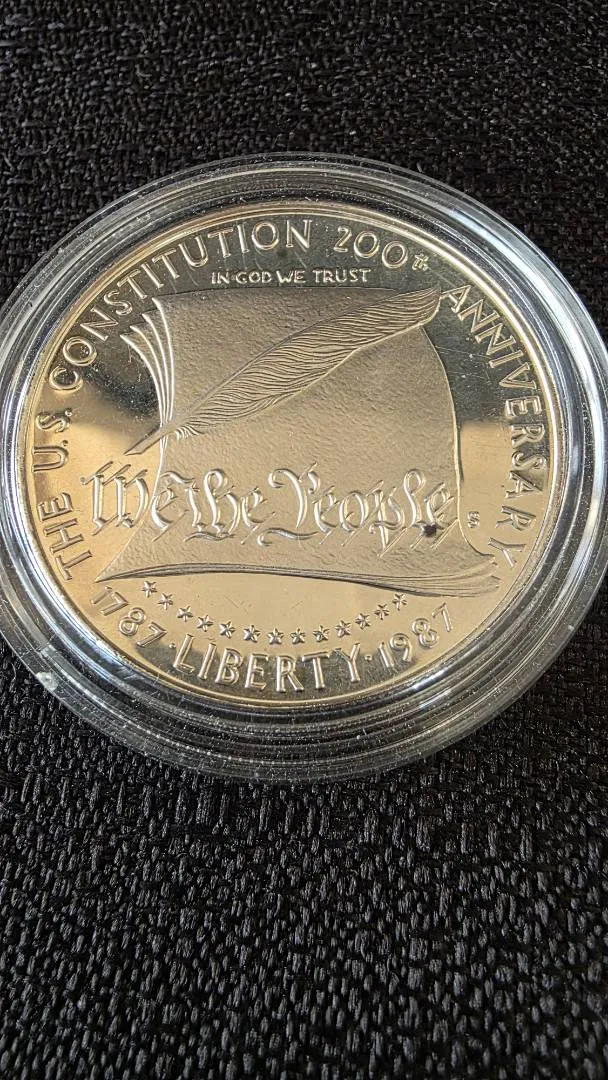 THE U.S. CONSTITUTION 200th ANNIVERSARY
IN GOD WE TRUST
We the People
S
1787 · LIBERTY · 1987